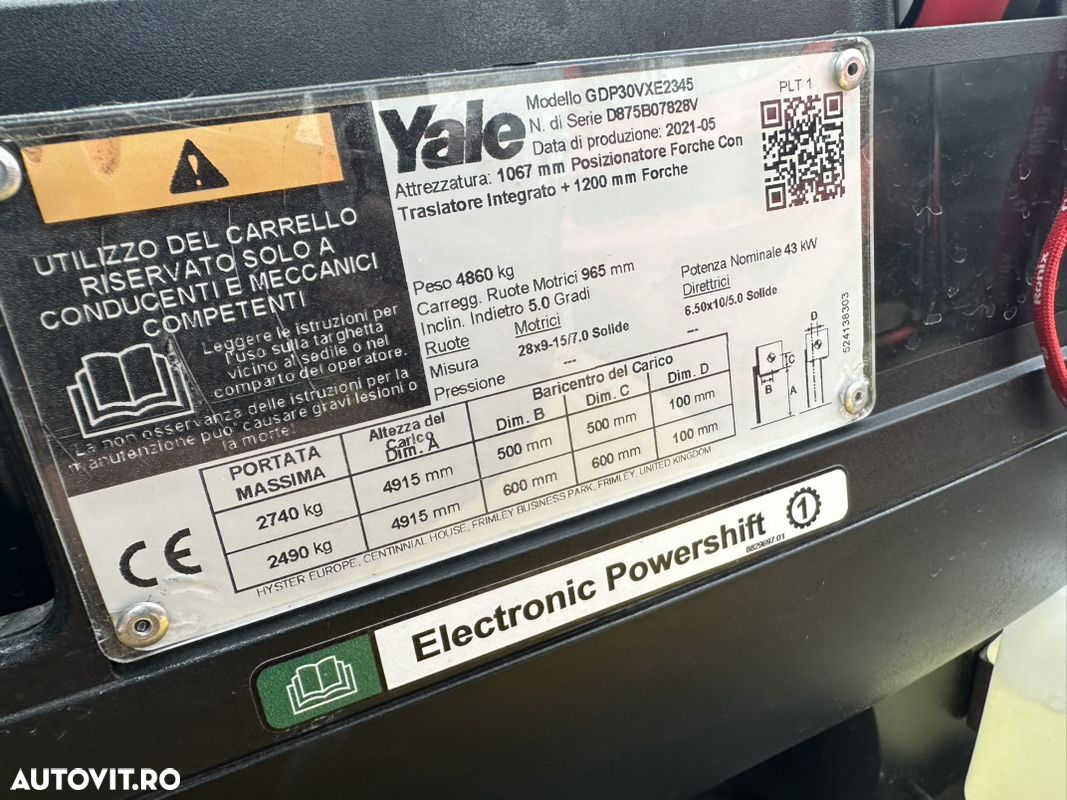 UTILIZZO DEL CARRELLO
RISERVATO SOLO A
CONDUCENTI E MECCANICI
COMPETENTI
Leggere le istruzioni per
l'uso sulla targhetta
vicino al sedile o nel
comparto del operatore.
La non osservanza delle istruzioni per la
manutenzione puo' causare gravi lesioni o
la morte!
Yale
Modello GDP30VXE2345
N. di Serie D875B07828V
Data di produzione: 2021-05
Attrezzatura: 1067 mm Posizionatore Forche Con
Traslatore Integrato + 1200 mm Forche
PLT 1
Peso 4860 kg
Carregg. Ruote Motrici 965 mm
Potenza Nominale 43 kW
Inclin. Indietro 5.0 Gradi
Ruote Motrici Direttrici
Misura 28x9-15/7.0 Solide 6.50x10/5.0 Solide
Pressione --- ---
PORTATA MASSIMA
Altezza del Carico Dim. A
Baricentro del Carico
Dim. B Dim. C Dim. D
2740 kg 4915 mm 500 mm 500 mm 100 mm
2490 kg 4915 mm 600 mm 600 mm 100 mm
D
C
B
A
524138303
CE
HYSTER EUROPE, CENTINNIAL HOUSE, FRIMLEY BUSINESS PARK, FRIMLEY, UNITED KINGDOM
Electronic Powershift 1
8829697.01
Ronix
AUTOVIT.RO